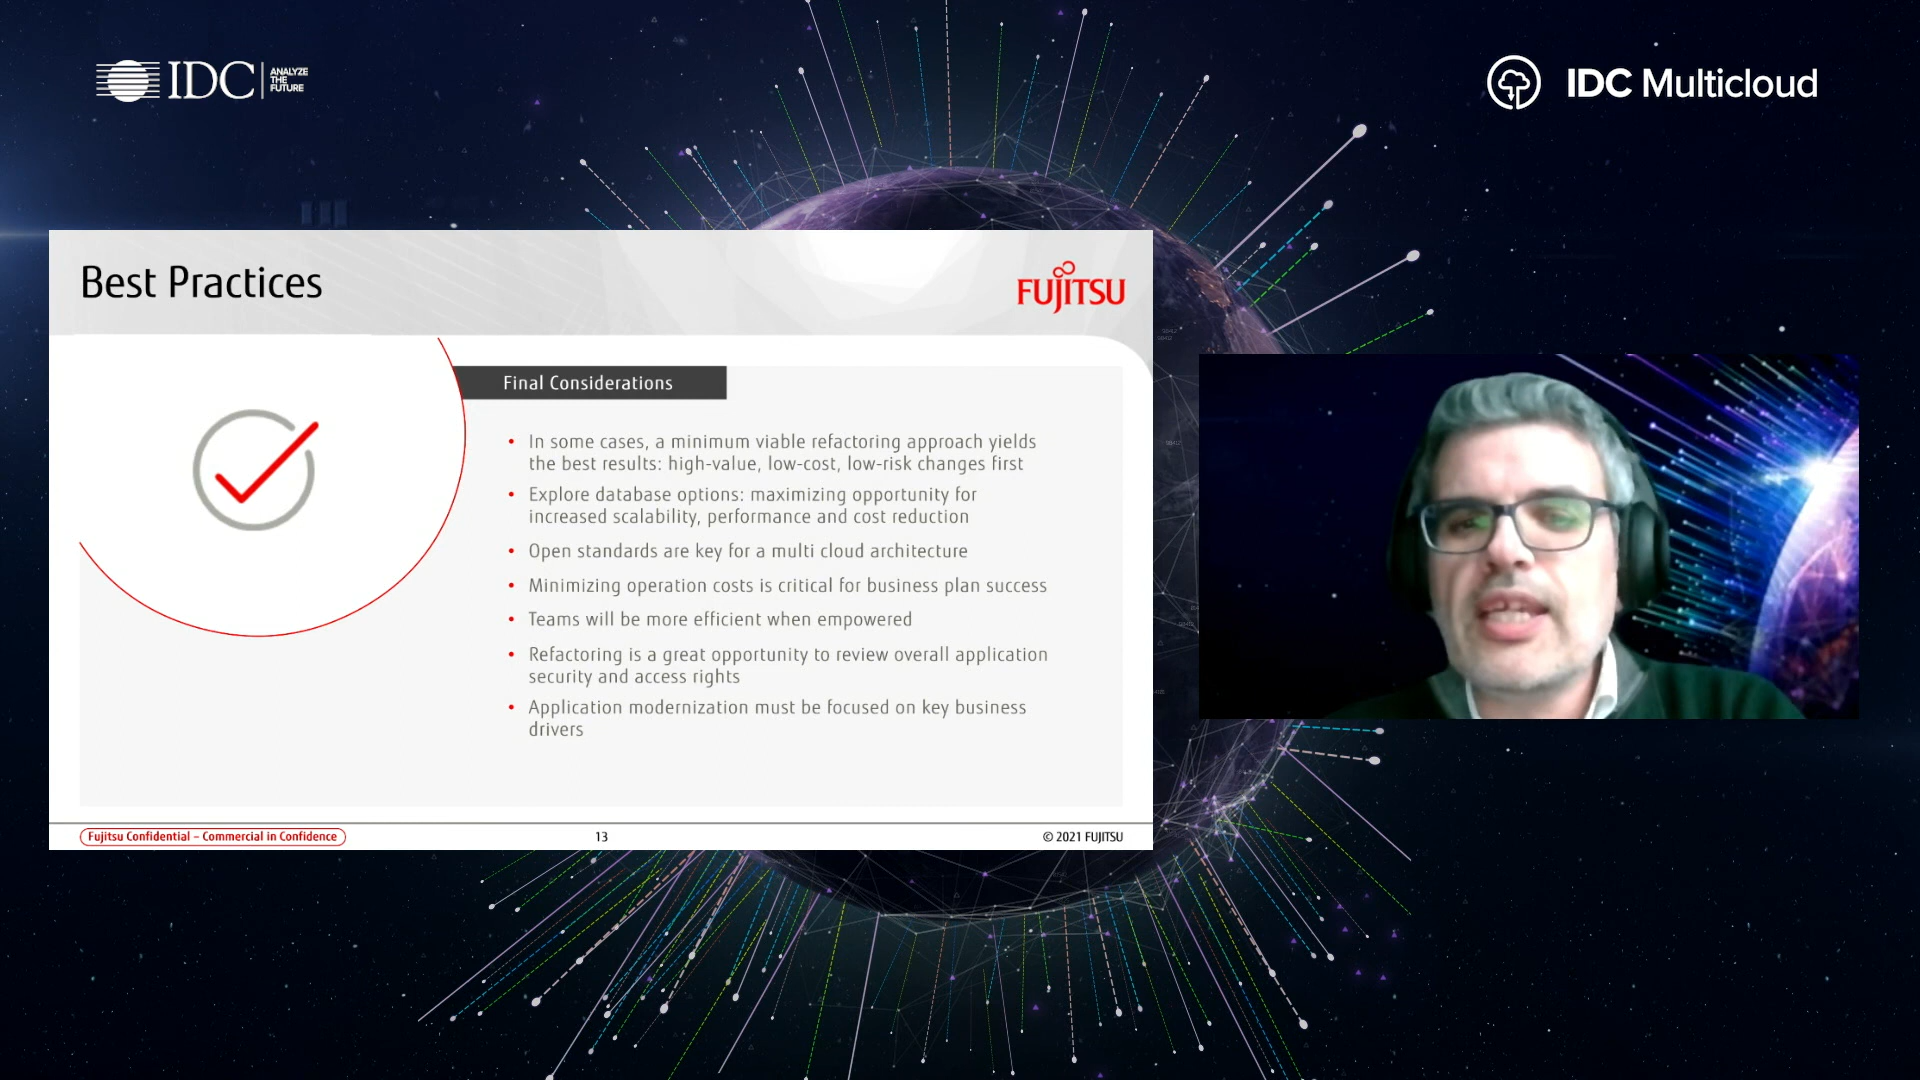 IDC
ANALYZE
THE
FUTURE
IDC Multicloud
Best Practices
FUJITSU
Final Considerations
• In some cases, a minimum viable refactoring approach yields
the best results: high-value, low-cost, low-risk changes first
• Explore database options: maximizing opportunity for
increased scalability, performance and cost reduction
• Open standards are key for a multi cloud architecture
• Minimizing operation costs is critical for business plan success
• Teams will be more efficient when empowered
• Refactoring is a great opportunity to review overall application
security and access rights
• Application modernization must be focused on key business
drivers
Fujitsu Confidential – Commercial in Confidence
13
© 2021 FUJITSU